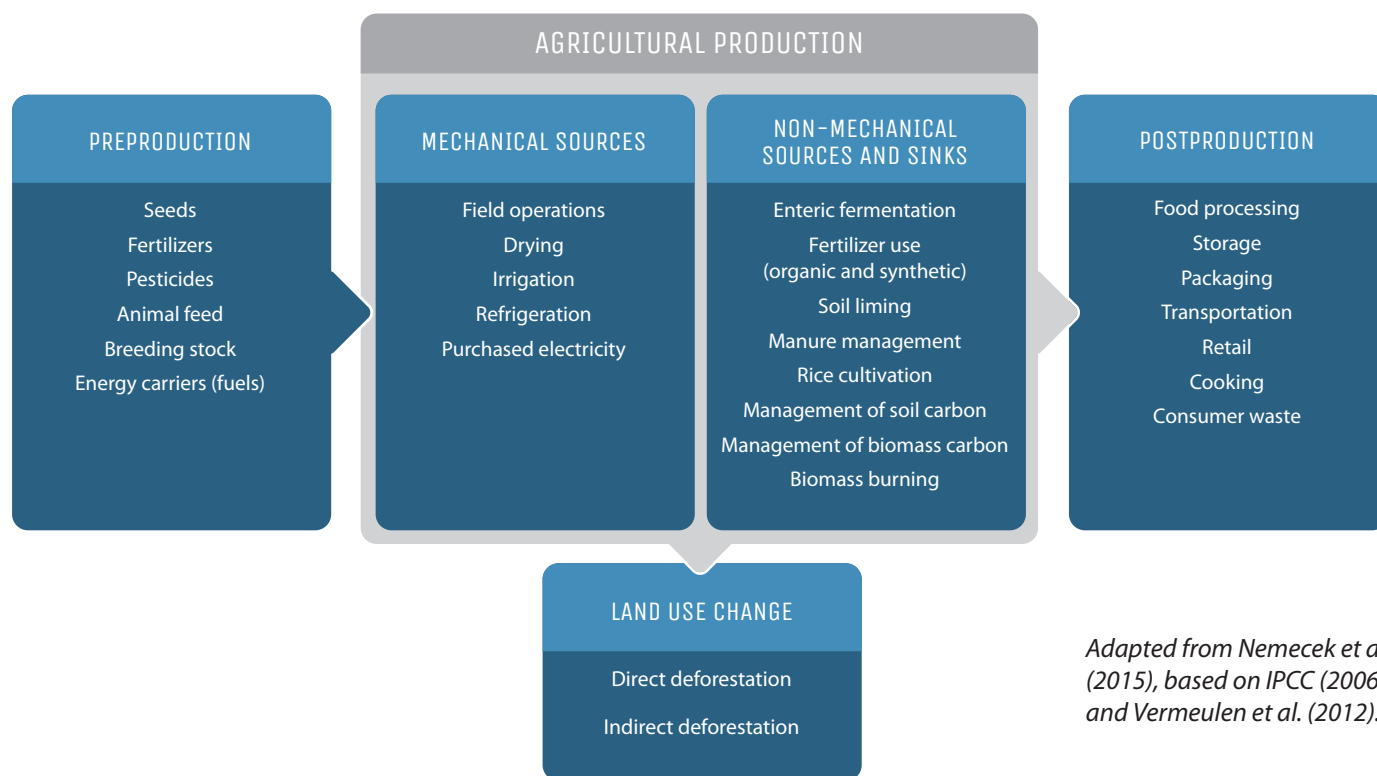 AGRICULTURAL PRODUCTION
PREPRODUCTION
Seeds
Fertilizers
Pesticides
Animal feed
Breeding stock
Energy carriers (fuels)
MECHANICAL SOURCES
Field operations
Drying
Irrigation
Refrigeration
Purchased electricity
NON-MECHANICAL
SOURCES AND SINKS
Enteric fermentation
Fertilizer use
(organic and synthetic)
Soil liming
Manure management
Rice cultivation
Management of soil carbon
Management of biomass carbon
Biomass burning
POSTPRODUCTION
Food processing
Storage
Packaging
Transportation
Retail
Cooking
Consumer waste
LAND USE CHANGE
Direct deforestation
Indirect deforestation
Adapted from Nemecek et a
(2015), based on IPCC (2006
and Vermeulen et al. (2012).